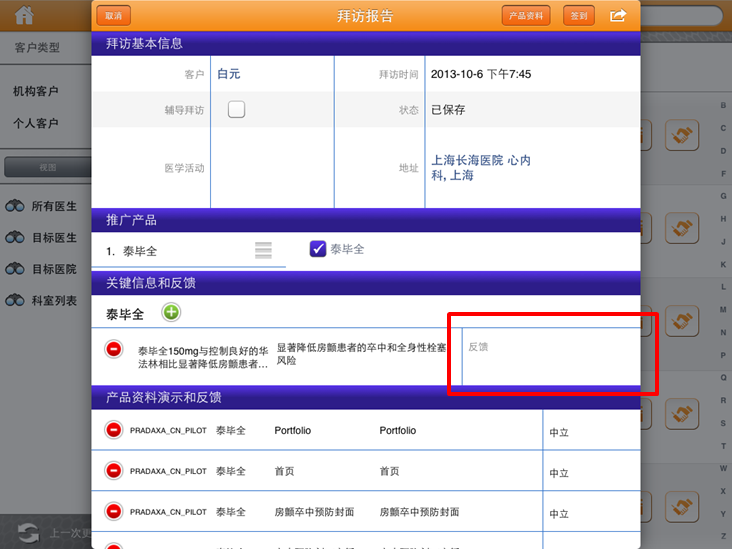 取消
拜访报告
产品资料
签到
客户类型
机构客户
个人客户
视图
所有医生
目标医生
目标医院
科室列表
上一次更
拜访基本信息
客户
白元
拜访时间
2013-10-6 下午7:45
辅导拜访
状态
已保存
医学活动
地址
上海长海医院 心内
科, 上海
推广产品
1. 泰毕全
泰毕全
关键信息和反馈
泰毕全
泰毕全150mg与控制良好的华
法林相比显著降低房颤患者…
显著降低房颤患者的卒中和全身性栓塞
风险
反馈
产品资料演示和反馈
PRADAXA_CN_PILOT 泰毕全 Portfolio Portfolio 中立
PRADAXA_CN_PILOT 泰毕全 首页 首页 中立
PRADAXA_CN_PILOT 泰毕全 房颤卒中预防封面 房颤卒中预防封面 中立
B
C
D
F
G
H
J
K
L
M
N
P
Q
R
S
T
W
X
Y
Z